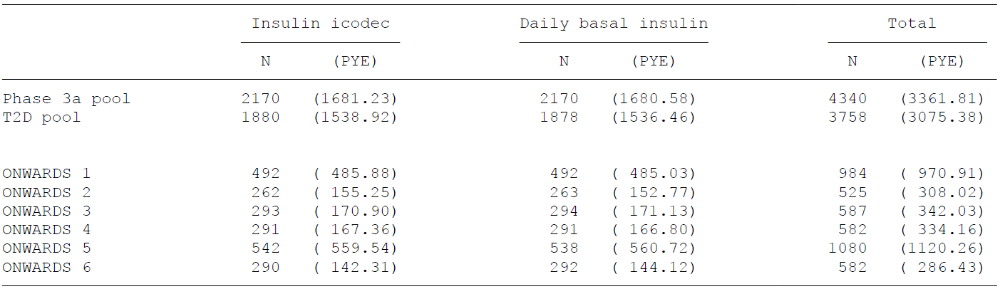 Insulin icodec Daily basal insulin Total
N (PYE) N (PYE) N (PYE)
Phase 3a pool 2170 (1681.23) 2170 (1680.58) 4340 (3361.81)
T2D pool 1880 (1538.92) 1878 (1536.46) 3758 (3075.38)
ONWARDS 1 492 ( 485.88) 492 ( 485.03) 984 ( 970.91)
ONWARDS 2 262 ( 155.25) 263 ( 152.77) 525 ( 308.02)
ONWARDS 3 293 ( 170.90) 294 ( 171.13) 587 ( 342.03)
ONWARDS 4 291 ( 167.36) 291 ( 166.80) 582 ( 334.16)
ONWARDS 5 542 ( 559.54) 538 ( 560.72) 1080 (1120.26)
ONWARDS 6 290 ( 142.31) 292 ( 144.12) 582 ( 286.43)